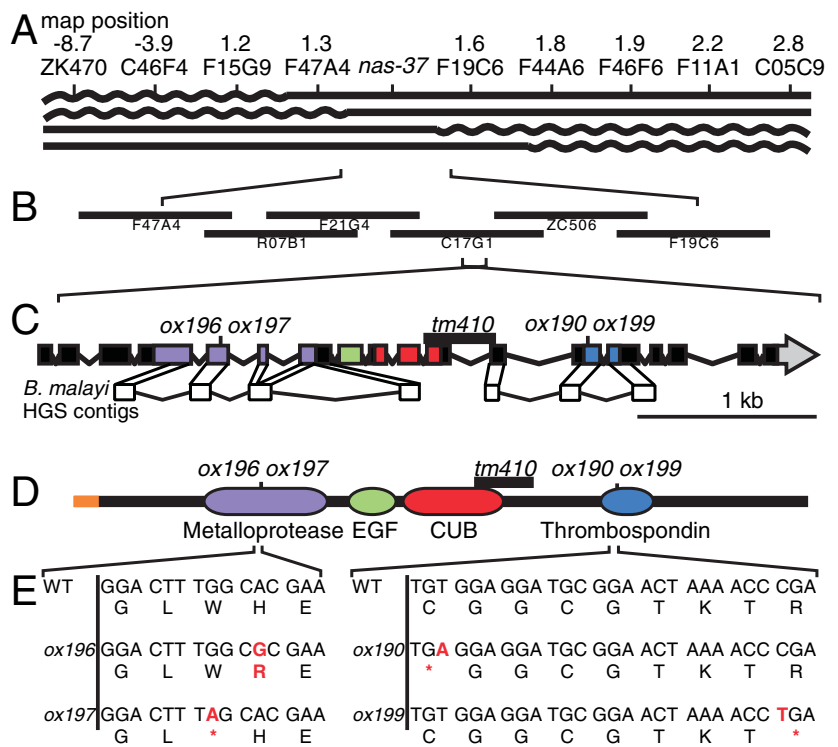 A map position
-8.7 -3.9 1.2 1.3 1.6 1.8 1.9 2.2 2.8
ZK470 C46F4 F15G9 F47A4 nas-37 F19C6 F44A6 F46F6 F11A1 C05C9
B
F47A4 F21G4 ZC506
R07B1 C17G1 F19C6
C
ox196 ox197 tm410 ox190 ox199
B. malayi
HGS contigs
1 kb
D
ox196 ox197 tm410 ox190 ox199
Metalloprotease EGF CUB Thrombospondin
E
WT GGA CTT TGG CAC GAA WT TGT GGA GGA TGC GGA ACT AAA ACC CGA
G L W H E C G G C G T K T R
ox196 GGA CTT TGG CGC GAA ox190 TGA GGA GGA TGC GGA ACT AAA ACC CGA
G L W R E * G G C G T K T R
ox197 GGA CTT TAG CAC GAA ox199 TGT GGA GGA TGC GGA ACT AAA ACC TGA
G L * H E C G G C G T K T *